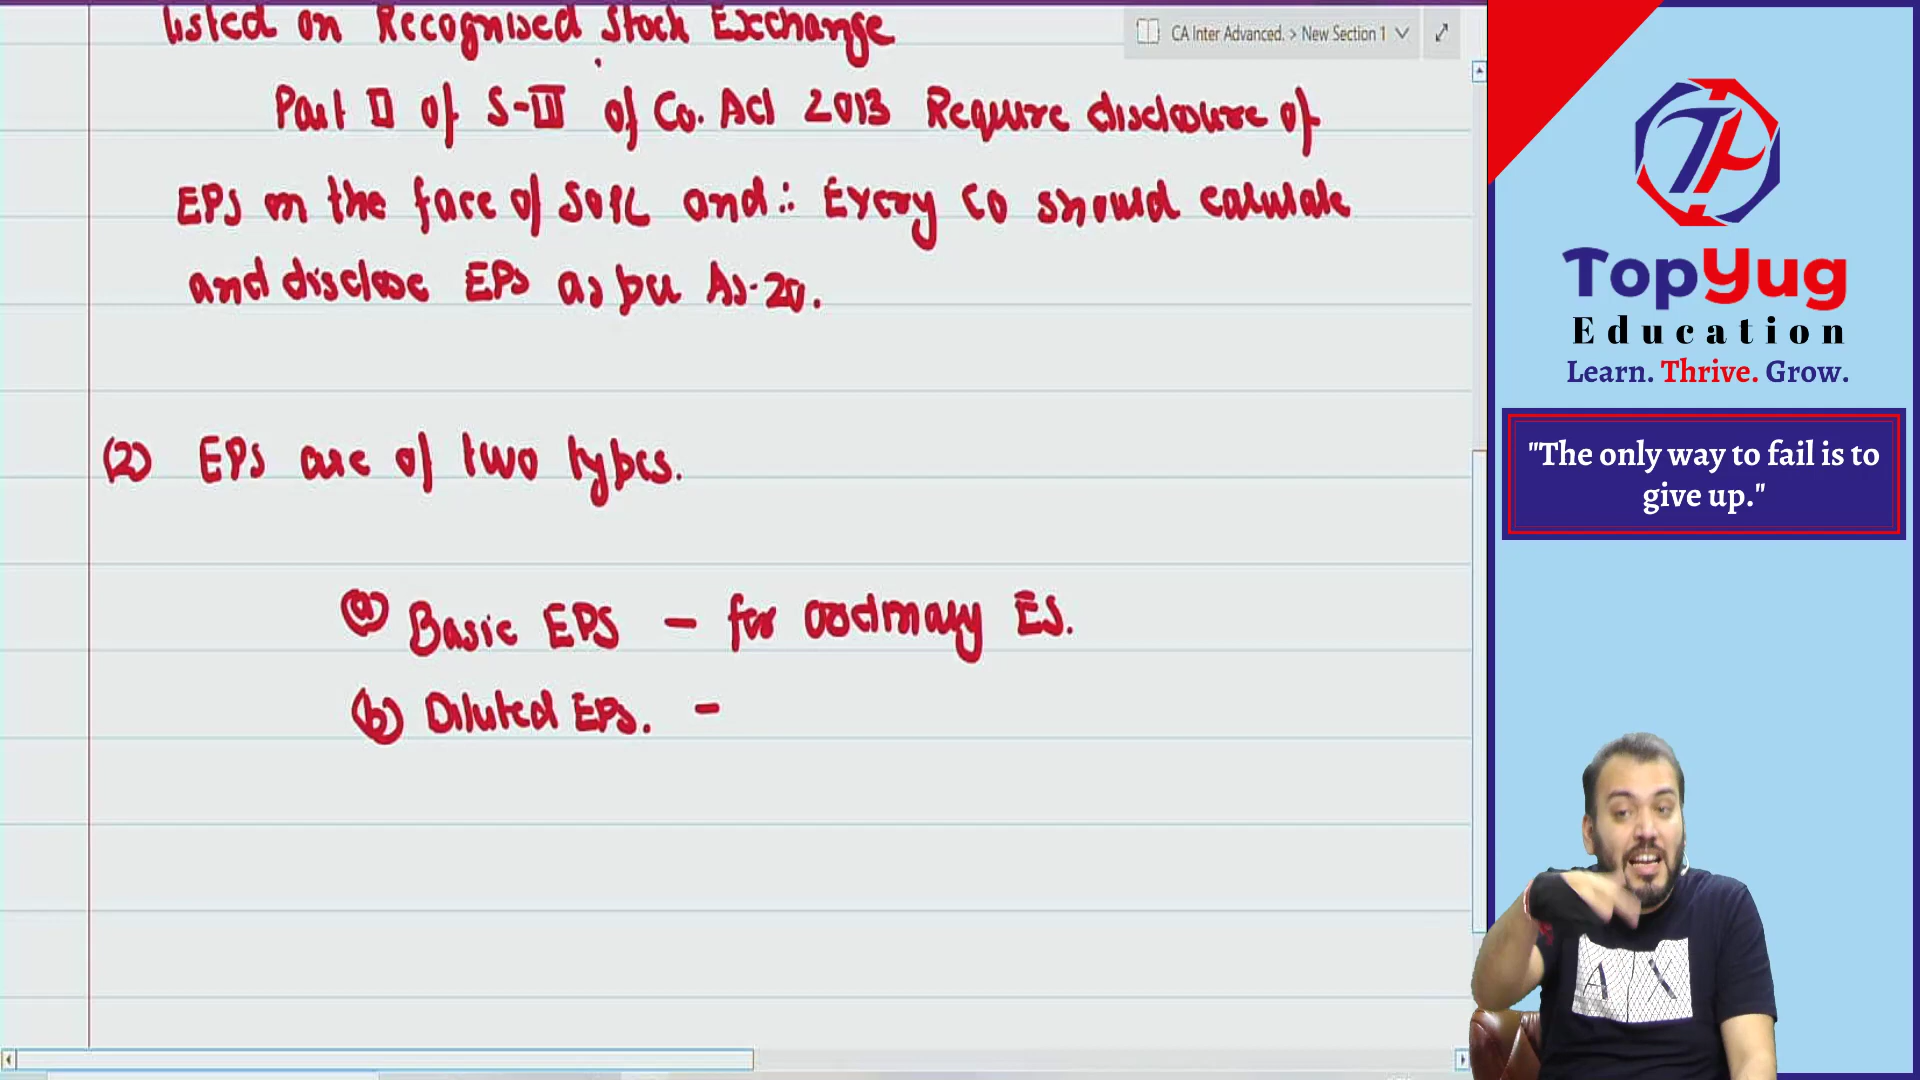 listed on Recognised Stock Exchange
CA Inter Advanced. > New Section 1
Part II of S-III of Co. Act 2013 Require disclosure of
EPS on the face of SOPL and ∴ Every Co should calculate
and disclose EPS as per AS-20.
(2) EPS are of two types.
(a) Basic EPS - for ordinary ES.
(b) Diluted EPS. -
TopYug
Education
Learn. Thrive. Grow.
"The only way to fail is to
give up."
A X